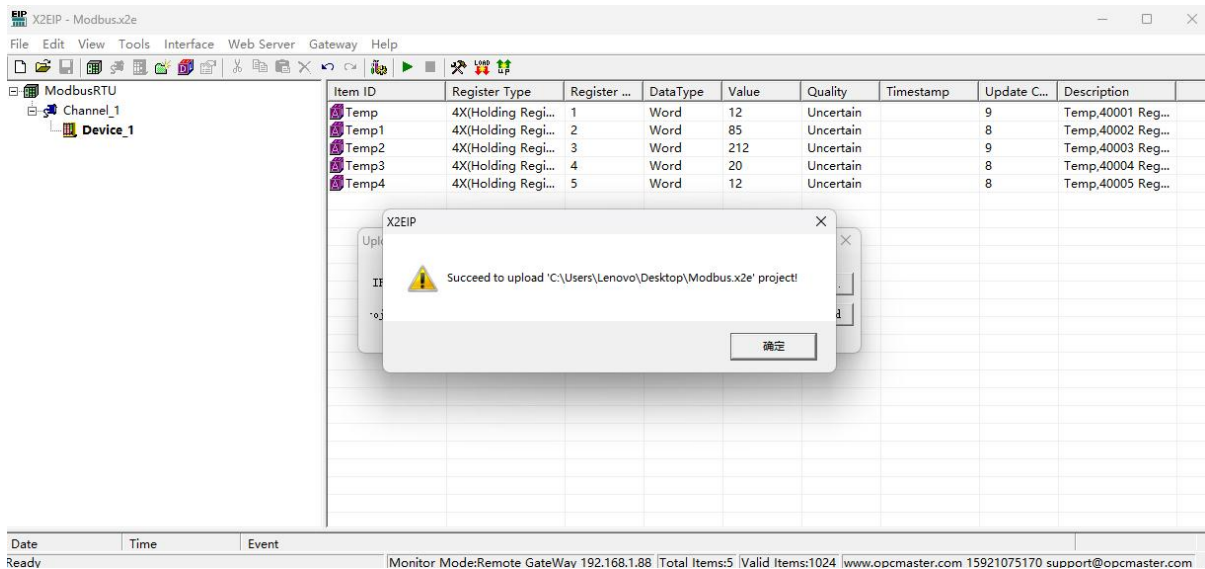 EIP X2EIP - Modbus.x2e
File Edit View Tools Interface Web Server Gateway Help
LOAD UP
ModbusRTU
Channel_1
Device_1
Item ID Register Type Register ... DataType Value Quality Timestamp Update C... Description
Temp 4X(Holding Regi... 1 Word 12 Uncertain 9 Temp,40001 Reg...
Temp1 4X(Holding Regi... 2 Word 85 Uncertain 8 Temp,40002 Reg...
Temp2 4X(Holding Regi... 3 Word 212 Uncertain 9 Temp,40003 Reg...
Temp3 4X(Holding Regi... 4 Word 20 Uncertain 8 Temp,40004 Reg...
Temp4 4X(Holding Regi... 5 Word 12 Uncertain 8 Temp,40005 Reg...
X2EIP
Succeed to upload 'C:\Users\Lenovo\Desktop\Modbus.x2e' project!
确定
Date Time Event
Ready Monitor Mode:Remote GateWay 192.168.1.88 Total Items:5 Valid Items:1024 www.opcmaster.com 15921075170 support@opcmaster.com